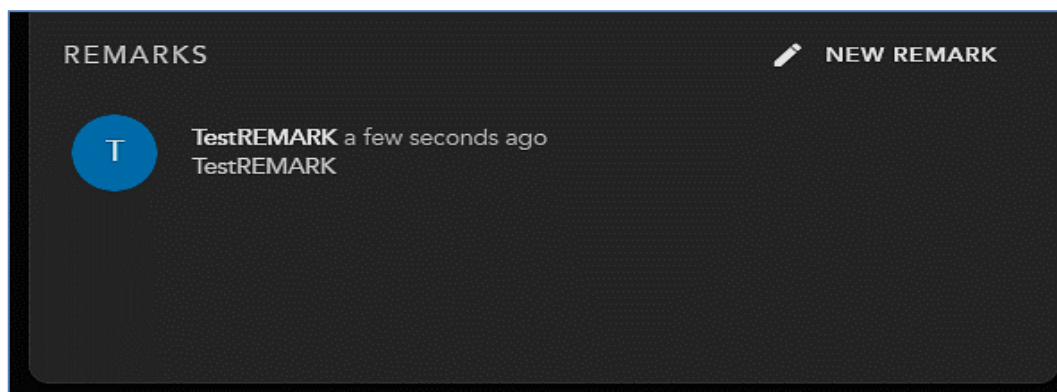 REMARKS
NEW REMARK
T
TestREMARK a few seconds ago
TestREMARK